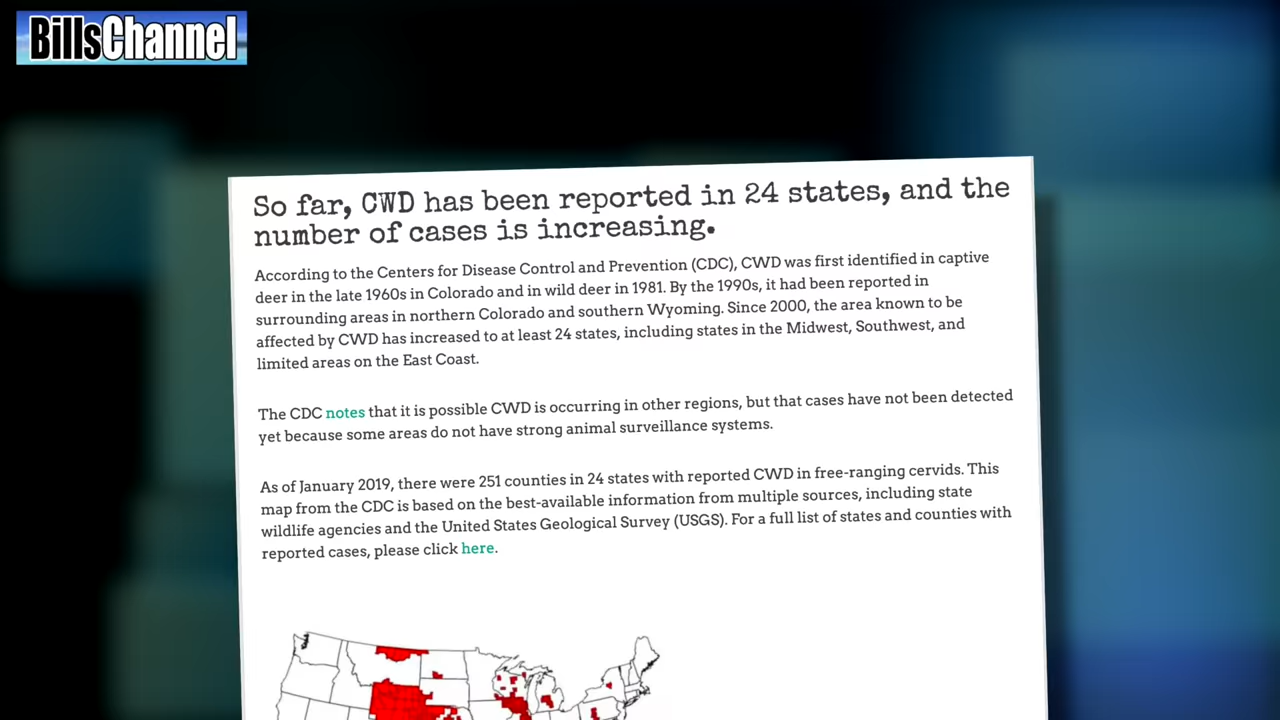 BillsChannel
So far, CWD has been reported in 24 states, and the
number of cases is increasing.
According to the Centers for Disease Control and Prevention (CDC), CWD was first identified in captive
deer in the late 1960s in Colorado and in wild deer in 1981. By the 1990s, it had been reported in
surrounding areas in northern Colorado and southern Wyoming. Since 2000, the area known to be
affected by CWD has increased to at least 24 states, including states in the Midwest, Southwest, and
limited areas on the East Coast.
The CDC notes that it is possible CWD is occurring in other regions, but that cases have not been detected
yet because some areas do not have strong animal surveillance systems.
As of January 2019, there were 251 counties in 24 states with reported CWD in free-ranging cervids. This
map from the CDC is based on the best-available information from multiple sources, including state
wildlife agencies and the United States Geological Survey (USGS). For a full list of states and counties with
reported cases, please click here.